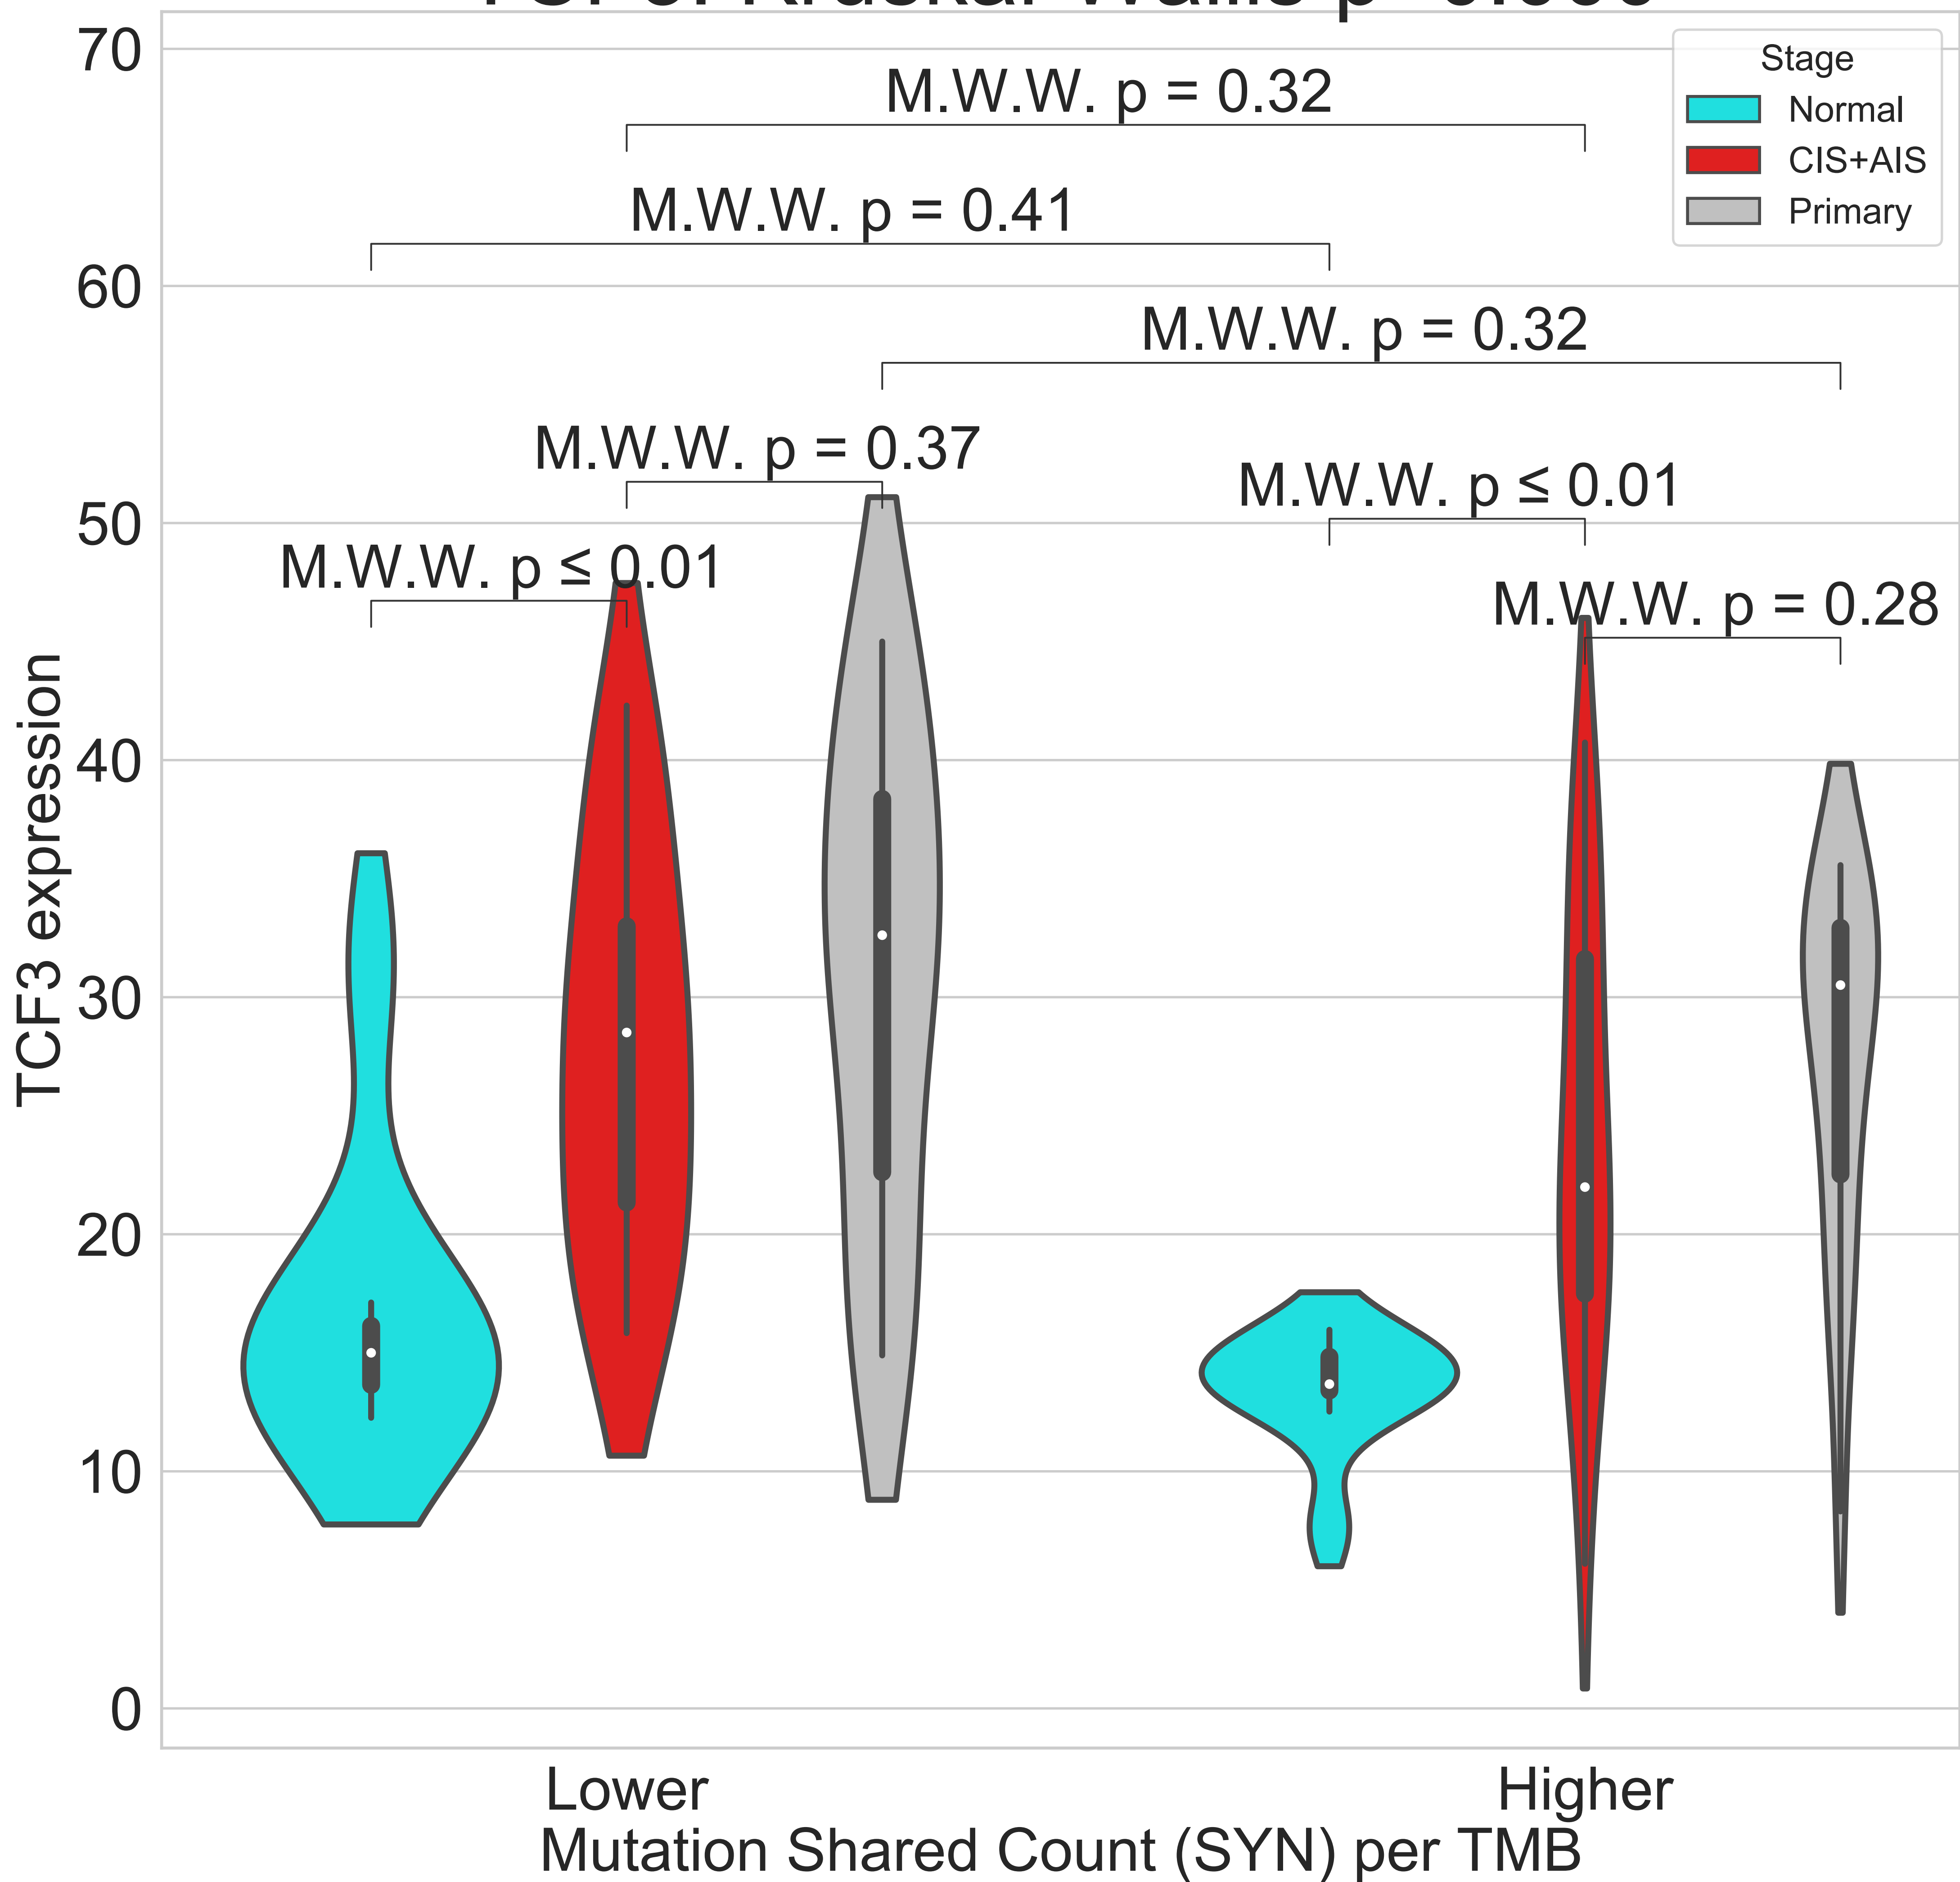 70
Stage
Normal
CIS+AIS
Primary
M.W.W. p = 0.32
M.W.W. p = 0.41
60
M.W.W. p = 0.32
M.W.W. p = 0.37
M.W.W. p ≤ 0.01
50
M.W.W. p ≤ 0.01
M.W.W. p = 0.28
40
30
20
10
0
TCF3 expression
Lower
Higher
Mutation Shared Count (SYN) per TMB